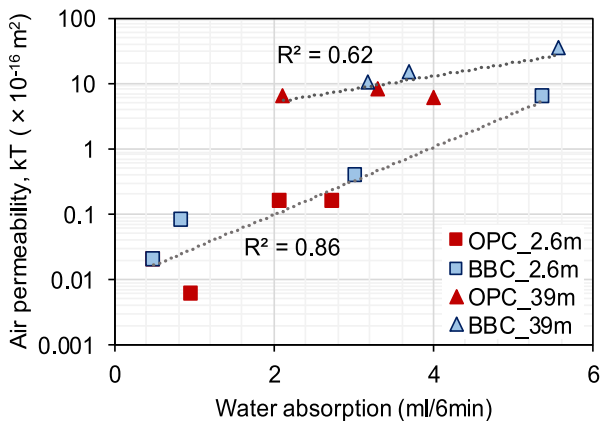 Air permeability, kT ( × 10⁻¹⁶ m²)
100
10
1
0.1
0.01
0.001
R² = 0.62
R² = 0.86
OPC_2.6m
BBC_2.6m
OPC_39m
BBC_39m
0
2
4
6
Water absorption (ml/6min)